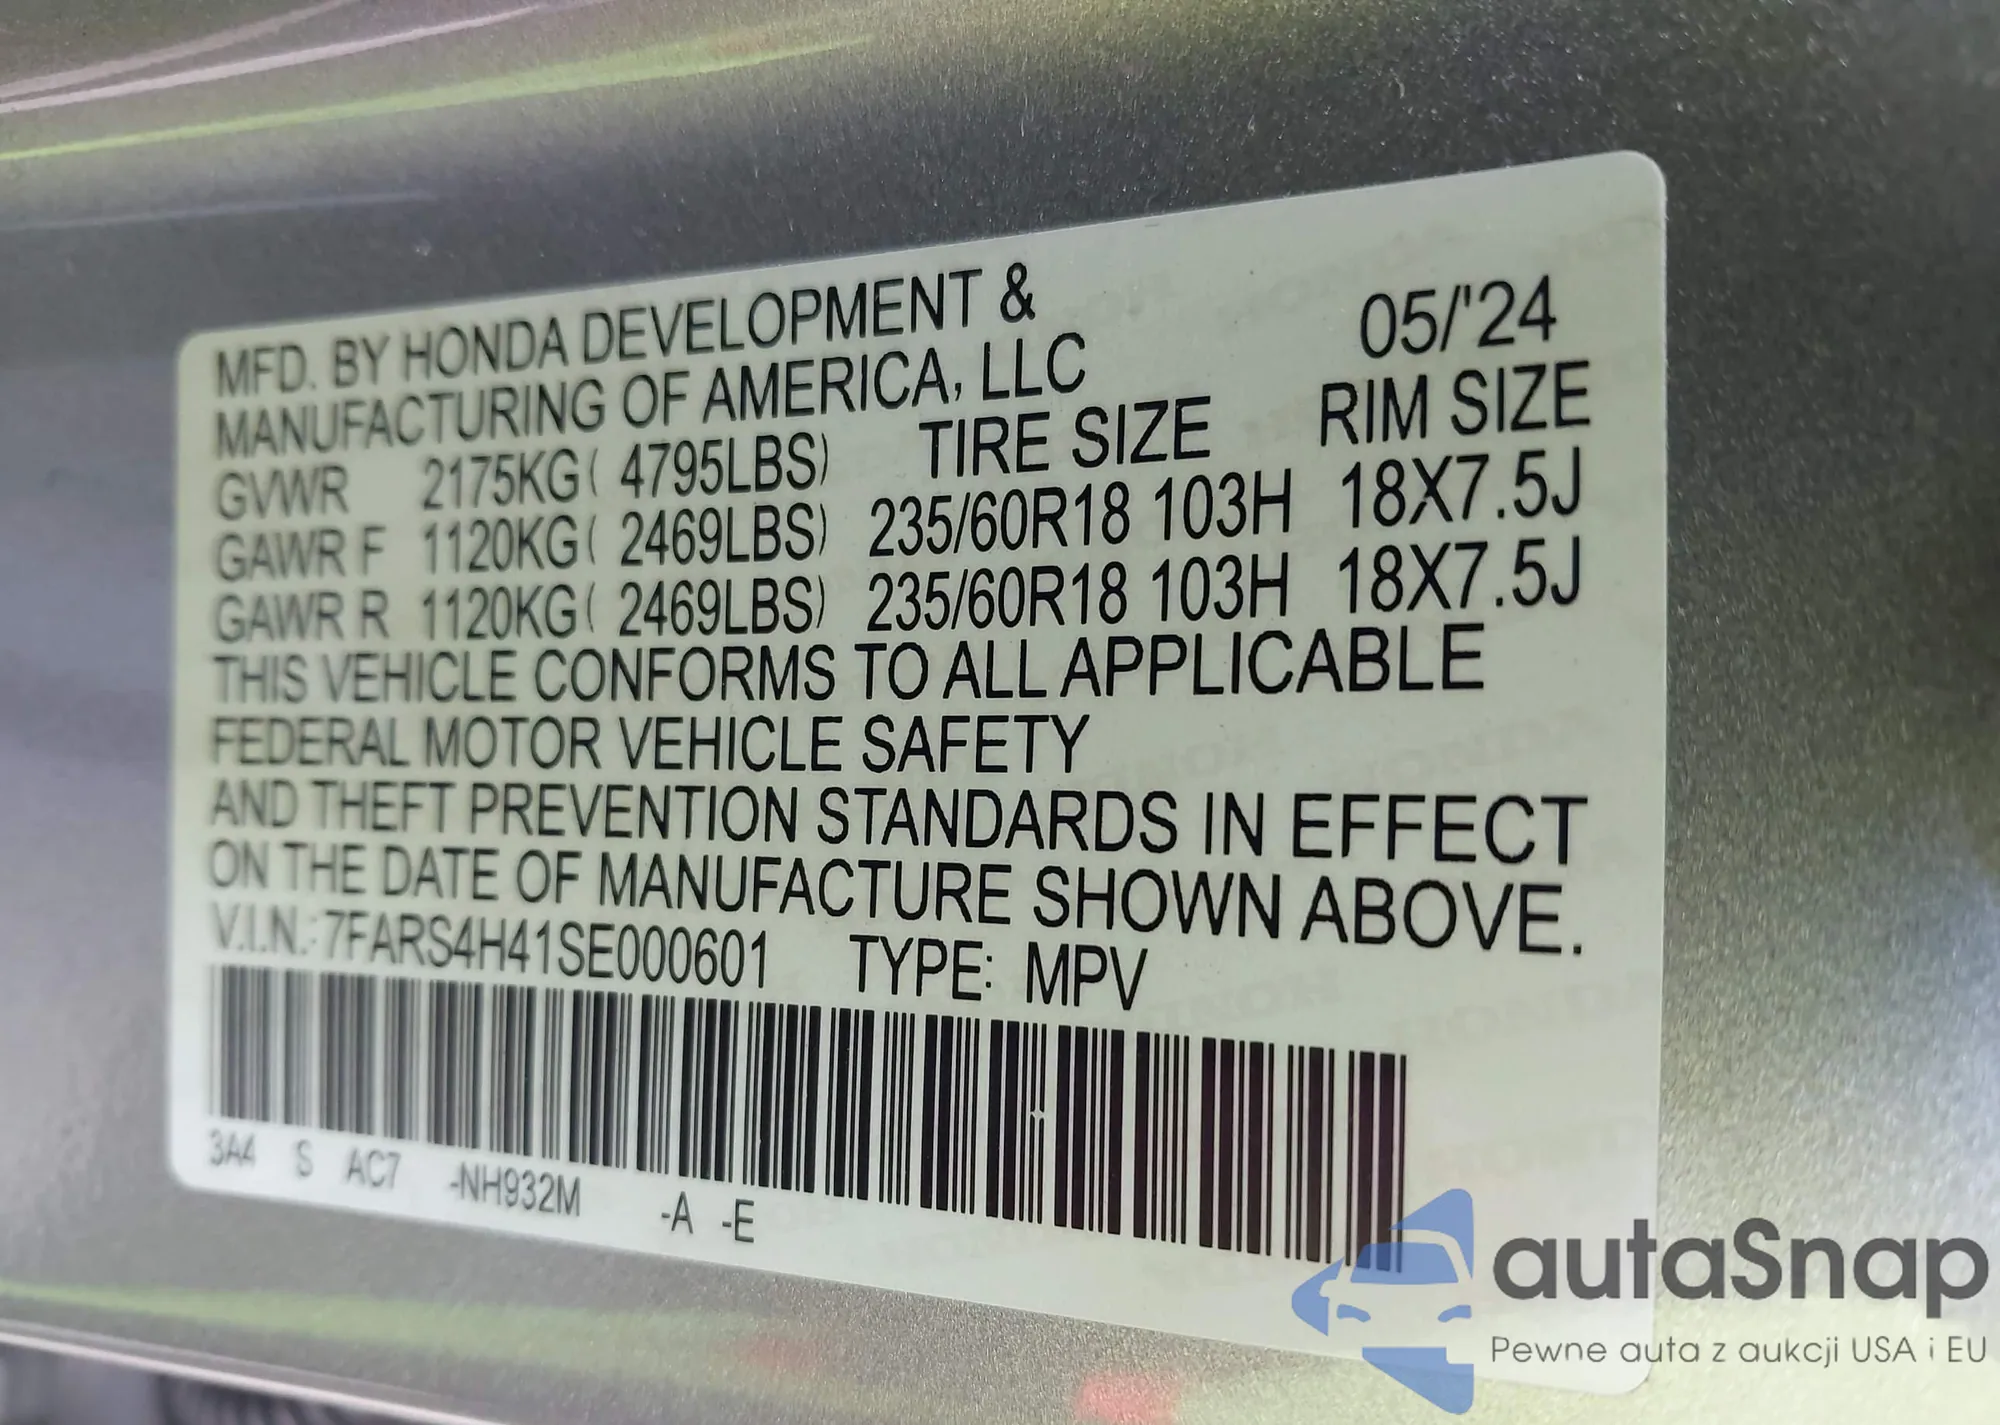 MFD. BY HONDA DEVELOPMENT &
MANUFACTURING OF AMERICA, LLC
05/'24
GVWR 2175KG( 4795LBS) TIRE SIZE RIM SIZE
GAWR F 1120KG( 2469LBS) 235/60R18 103H 18X7.5J
GAWR R 1120KG( 2469LBS) 235/60R18 103H 18X7.5J
THIS VEHICLE CONFORMS TO ALL APPLICABLE
FEDERAL MOTOR VEHICLE SAFETY
AND THEFT PREVENTION STANDARDS IN EFFECT
ON THE DATE OF MANUFACTURE SHOWN ABOVE.
V.I.N.: 7FARS4H41SE000601 TYPE: MPV
3A4 S AC7 -NH932M -A -E
autaSnap
Pewne auta z aukcji USA i EU